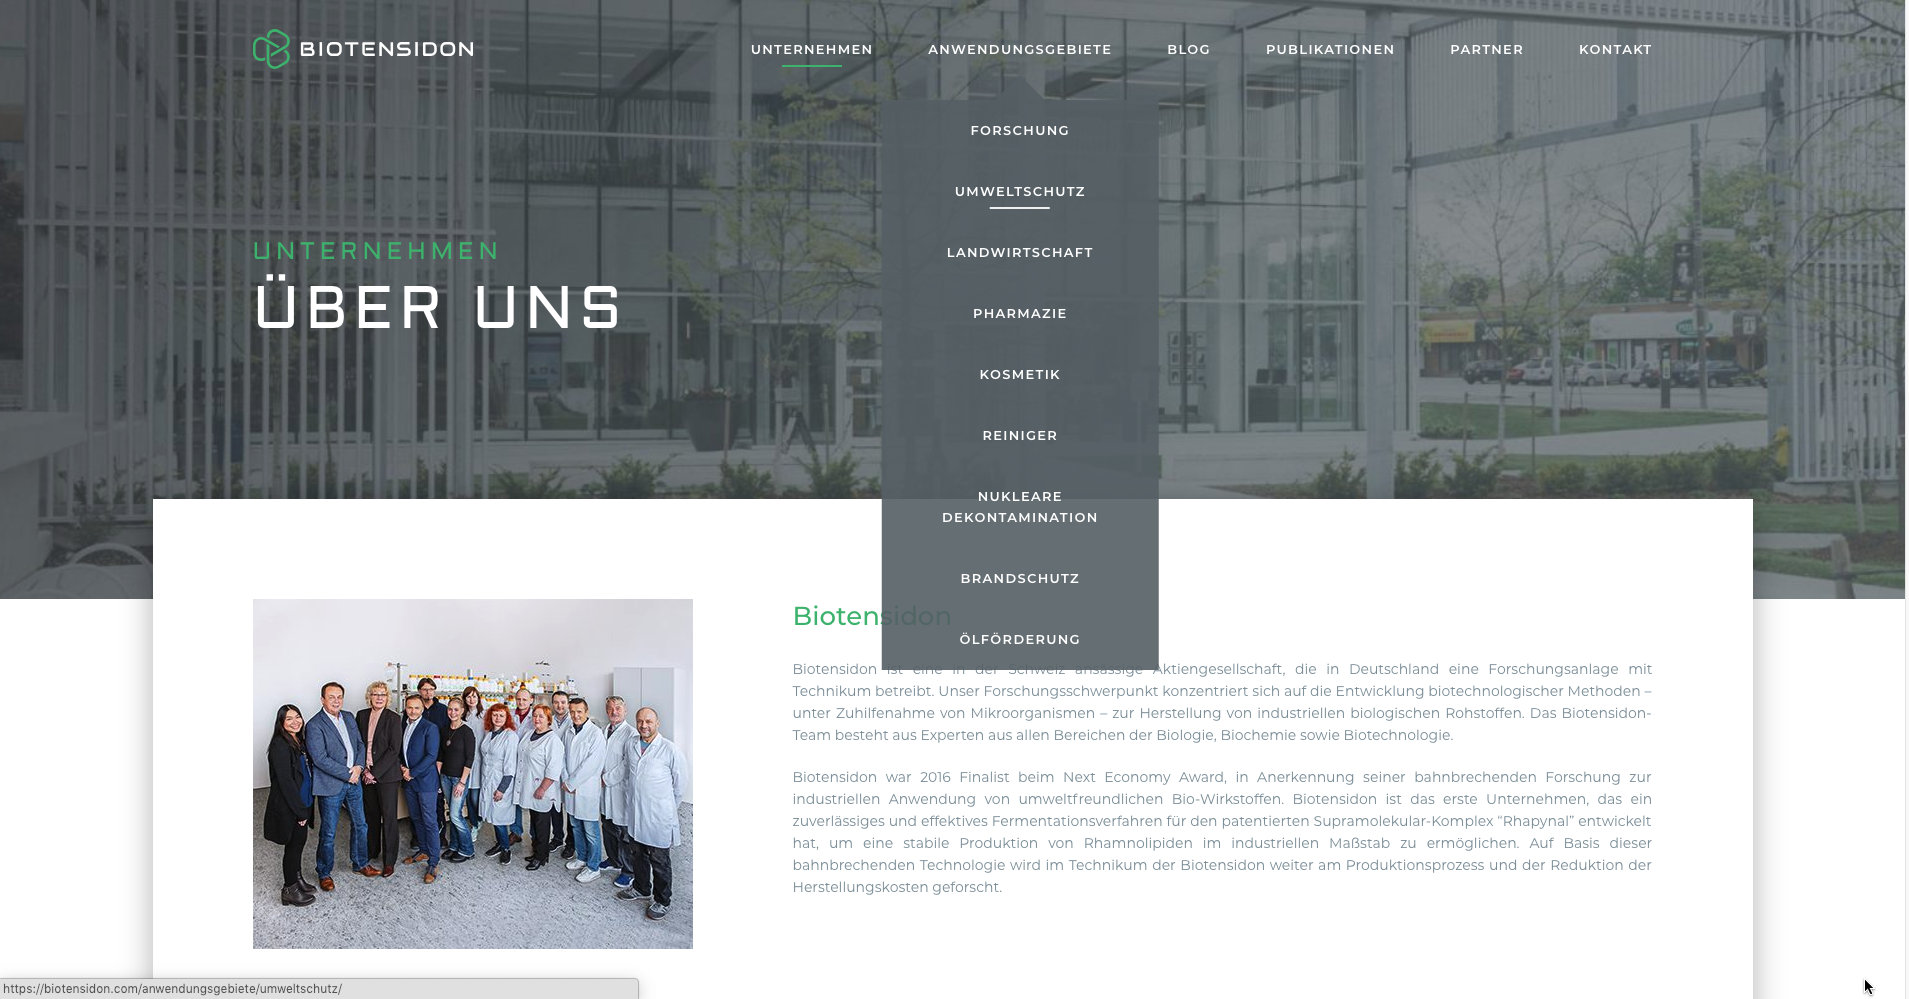 BIOTENSIDON
UNTERNEHMEN ANWENDUNGSGEBIETE BLOG PUBLIKATIONEN PARTNER KONTAKT
FORSCHUNG
UMWELTSCHUTZ
LANDWIRTSCHAFT
PHARMAZIE
KOSMETIK
REINIGER
NUKLEARE
DEKONTAMINATION
BRANDSCHUTZ
ÖLFÖRDERUNG
UNTERNEHMEN
ÜBER UNS
Biotensidon
Biotensidon ist eine in der Schweiz ansässige Aktiengesellschaft, die in Deutschland eine Forschungsanlage mit
Technikum betreibt. Unser Forschungsschwerpunkt konzentriert sich auf die Entwicklung biotechnologischer Methoden –
unter Zuhilfenahme von Mikroorganismen – zur Herstellung von industriellen biologischen Rohstoffen. Das Biotensidon-
Team besteht aus Experten aus allen Bereichen der Biologie, Biochemie sowie Biotechnologie.
Biotensidon war 2016 Finalist beim Next Economy Award, in Anerkennung seiner bahnbrechenden Forschung zur
industriellen Anwendung von umweltfreundlichen Bio-Wirkstoffen. Biotensidon ist das erste Unternehmen, das ein
zuverlässiges und effektives Fermentationsverfahren für den patentierten Supramolekular-Komplex “Rhapynal” entwickelt
hat, um eine stabile Produktion von Rhamnolipiden im industriellen Maßstab zu ermöglichen. Auf Basis dieser
bahnbrechenden Technologie wird im Technikum der Biotensidon weiter am Produktionsprozess und der Reduktion der
Herstellungskosten geforscht.
https://biotensidon.com/anwendungsgebiete/umweltschutz/